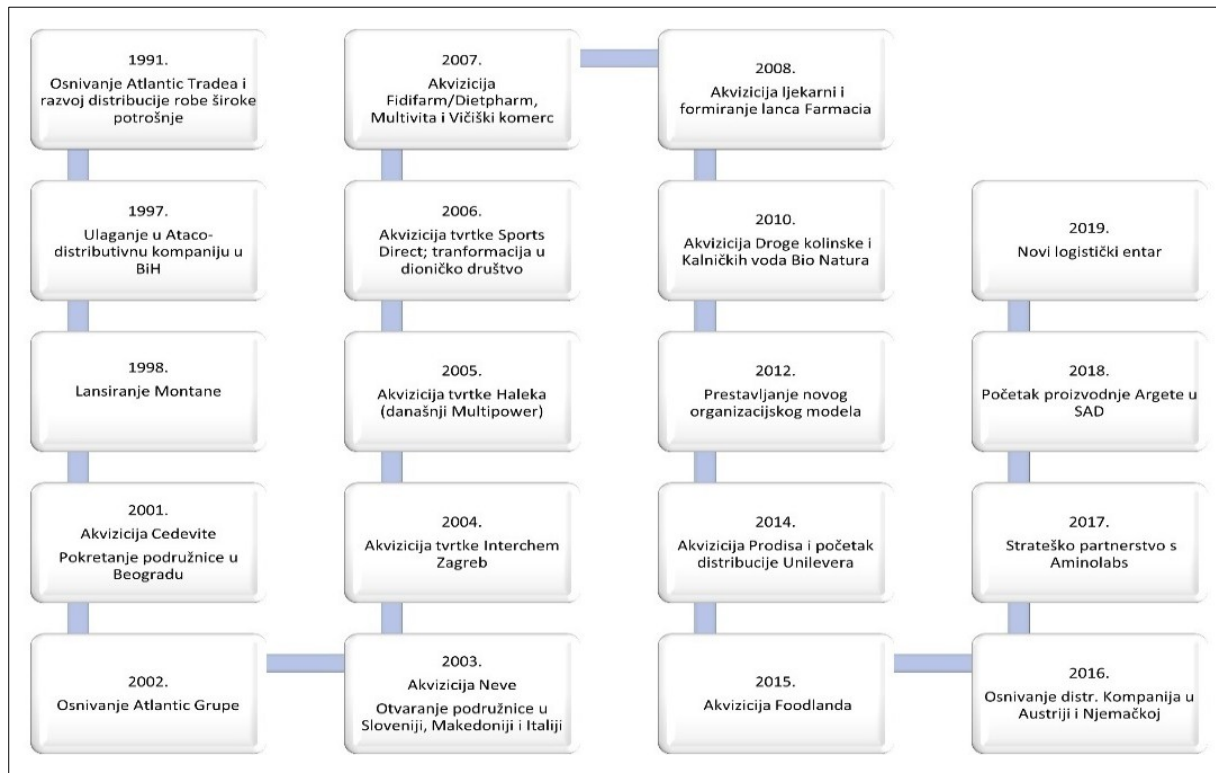 1991.
Osnivanje Atlantic Tradea i
razvoj distribucije robe široke
potrošnje
1997.
Ulaganje u Ataco-
distributivnu kompaniju u
BiH
1998.
Lansiranje Montane
2001.
Akvizicija Cedevite
Pokretanje podružnice u
Beogradu
2002.
Osnivanje Atlantic Grupe
2003.
Akvizicija Neve
Otvaranje podružnice u
Sloveniji, Makedoniji i Italiji
2004.
Akvizicija tvrtke Interchem
Zagreb
2005.
Akvizicija tvrtke Haleka
(današnji Multipower)
2006.
Akvizicija tvrtke Sports
Direct; tranformacija u
dioničko društvo
2007.
Akvizicija
Fidifarm/Dietpharm,
Multivita i Vičiški komerc
2008.
Akvizicija ljekarni i
formiranje lanca Farmacia
2010.
Akvizicija Droge kolinske i
Kalničkih voda Bio Natura
2012.
Prestavljanje novog
organizacijskog modela
2014.
Akvizicija Prodisa i početak
distribucije Unilevera
2015.
Akvizicija Foodlanda
2016.
Osnivanje distr. Kompanija u
Austriji i Njemačkoj
2017.
Strateško partnerstvo s
Aminolabs
2018.
Početak proizvodnje Argete u
SAD
2019.
Novi logistički entar